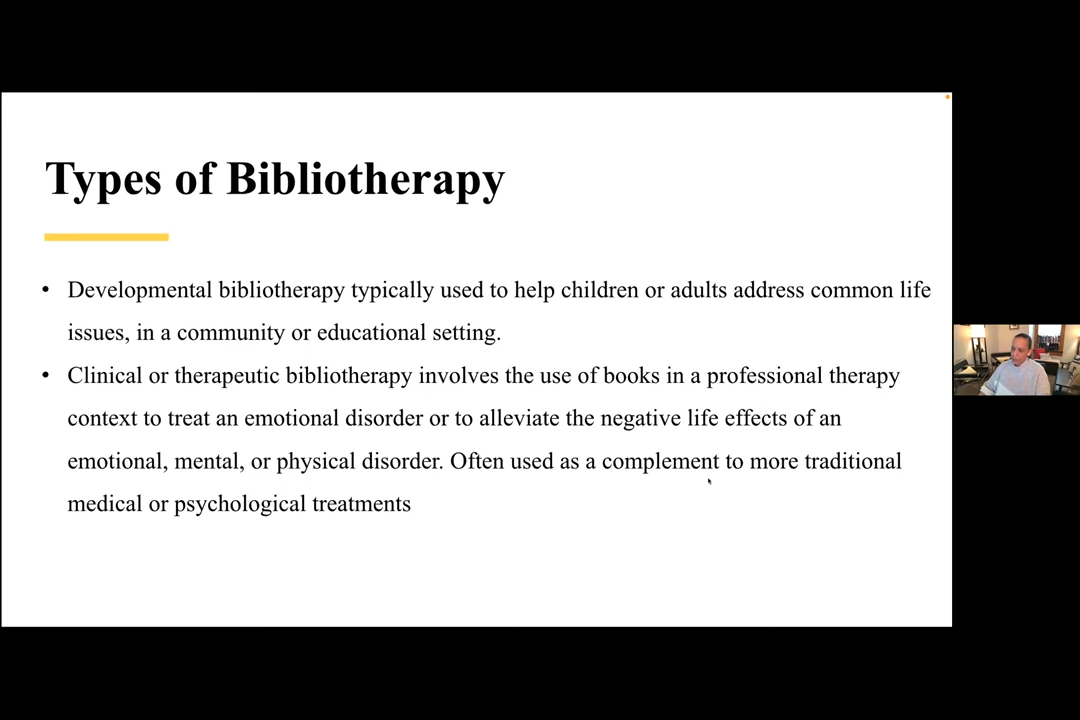 Types of Bibliotherapy
• Developmental bibliotherapy typically used to help children or adults address common life
issues, in a community or educational setting.
• Clinical or therapeutic bibliotherapy involves the use of books in a professional therapy
context to treat an emotional disorder or to alleviate the negative life effects of an
emotional, mental, or physical disorder. Often used as a complement to more traditional
medical or psychological treatments